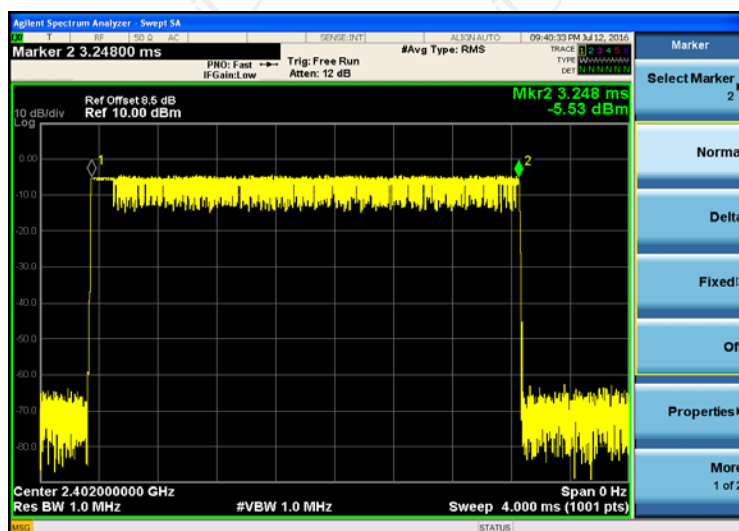 Agilent Spectrum Analyzer - Swept SA
LXI T RF 50 Ω AC SENSE:INT ALIGN AUTO 09:40:33 PM Jul 12, 2016
Marker 2 3.24800 ms
PNO: Fast
IFGain:Low
Trig: Free Run
Atten: 12 dB
#Avg Type: RMS
TRACE 1 2 3 4 5 6
TYPE
DET N N N N N N
Ref Offset 8.5 dB
10 dB/div Ref 10.00 dBm
Log
Mkr2 3.248 ms
-5.53 dBm
0.00
-10.0
-20.0
-30.0
-40.0
-50.0
-60.0
-70.0
-80.0
1
2
Center 2.402000000 GHz
Span 0 Hz
Res BW 1.0 MHz
#VBW 1.0 MHz
Sweep 4.000 ms (1001 pts)
MSG
STATUS
Marker
Select Marker
2
Norma
Delta
Fixed
Of
Properties
More
1 of 2